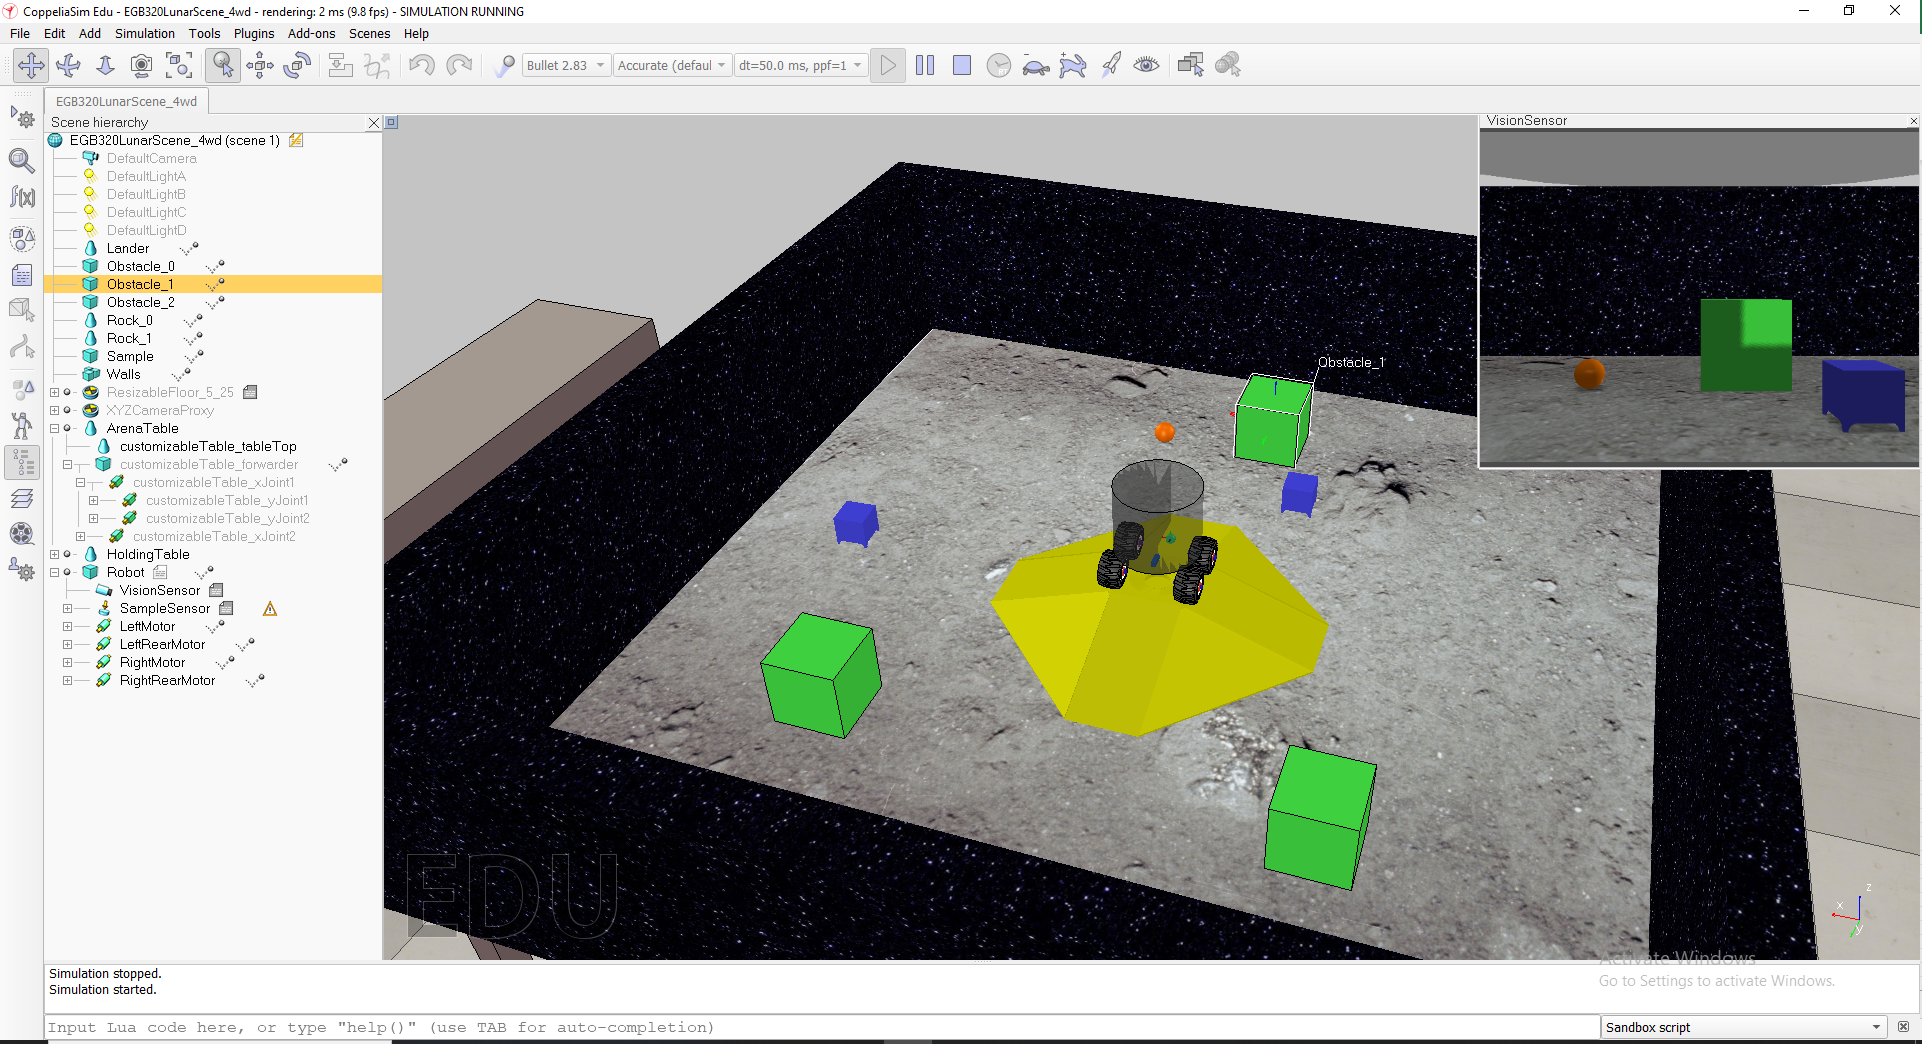 CoppeliaSim Edu - EGB320LunarScene_4wd - rendering: 2 ms (9.8 fps) - SIMULATION RUNNING
File Edit Add Simulation Tools Plugins Add-ons Scenes Help
Bullet 2.83 Accurate (defaul dt=50.0 ms, ppf=1
EGB320LunarScene_4wd
Scene hierarchy
EGB320LunarScene_4wd (scene 1)
DefaultCamera
DefaultLightA
DefaultLightB
DefaultLightC
DefaultLightD
Lander
Obstacle_0
Obstacle_1
Obstacle_2
Rock_0
Rock_1
Sample
Walls
ResizableFloor_5_25
XYZCameraProxy
ArenaTable
customizableTable_tableTop
customizableTable_forwarder
customizableTable_xJoint1
customizableTable_yJoint1
customizableTable_yJoint2
customizableTable_xJoint2
HoldingTable
Robot
VisionSensor
SampleSensor
LeftMotor
LeftRearMotor
RightMotor
RightRearMotor
VisionSensor
Obstacle_1
EDU
z
x
y
Activate Windows
Go to Settings to activate Windows.
Simulation stopped.
Simulation started.
Input Lua code here, or type "help()" (use TAB for auto-completion)
Sandbox script